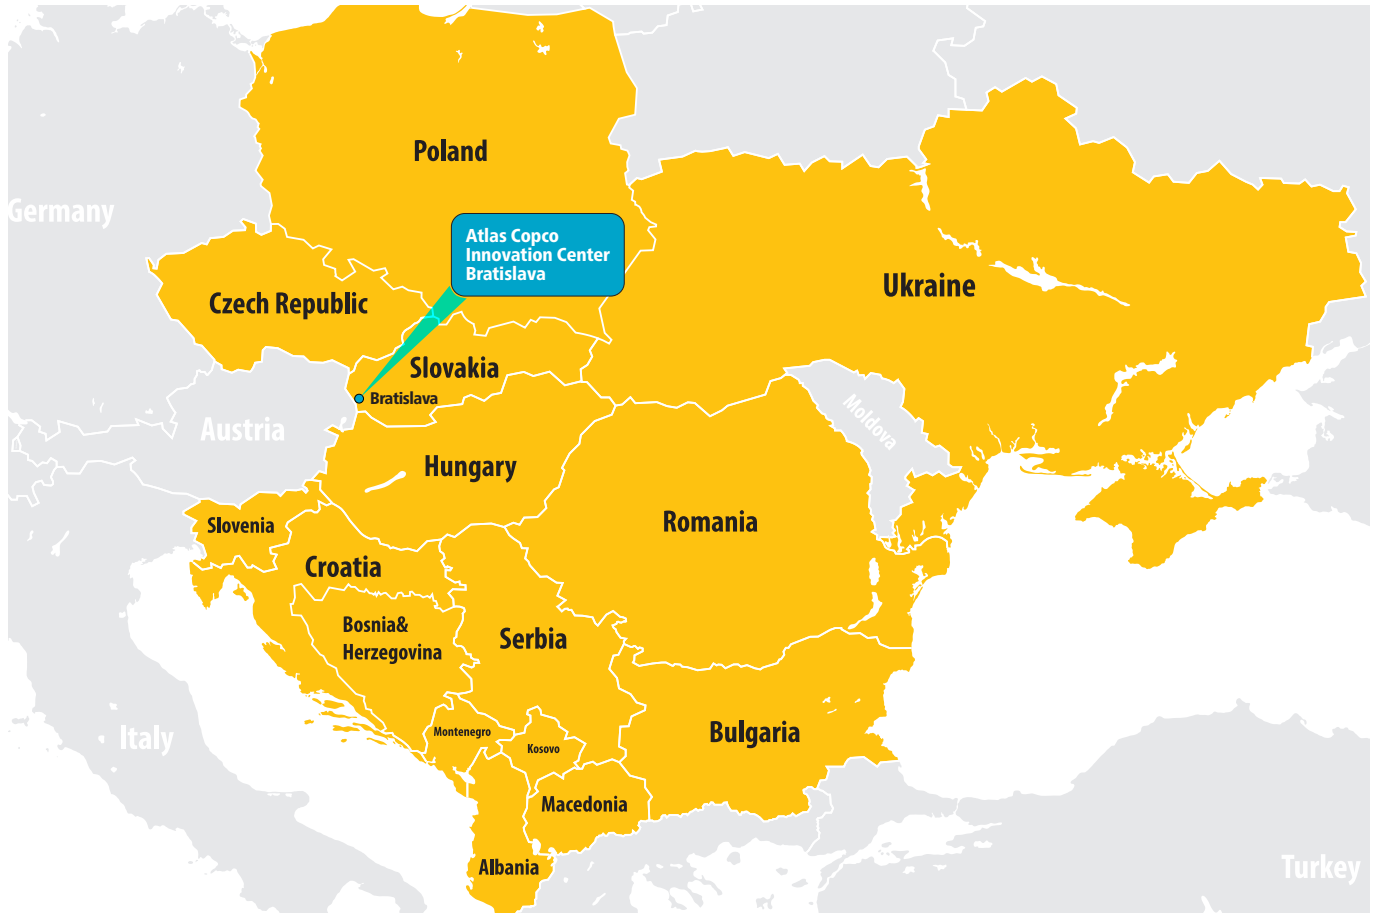 Poland
Germany
Atlas Copco
Innovation Center
Bratislava
Ukraine
Czech Republic
Slovakia
Bratislava
Moldova
Austria
Hungary
Romania
Slovenia
Croatia
Bosnia&
Herzegovina
Serbia
Montenegro
Bulgaria
Italy
Kosovo
Macedonia
Albania
Turkey